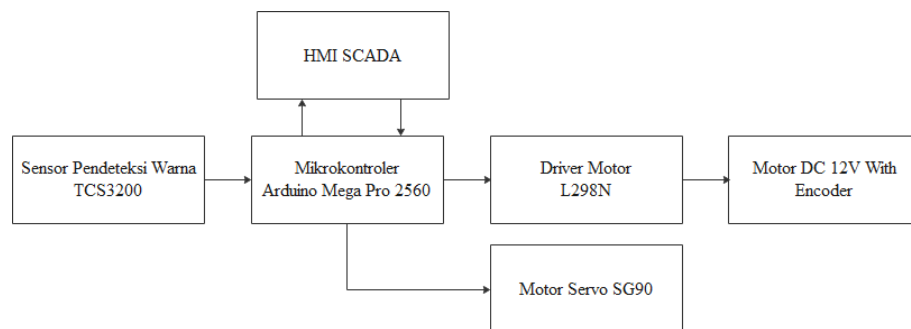 HMI SCADA
Sensor Pendeteksi Warna
TCS3200
Mikrokontroler
Arduino Mega Pro 2560
Driver Motor
L298N
Motor DC 12V With
Encoder
Motor Servo SG90